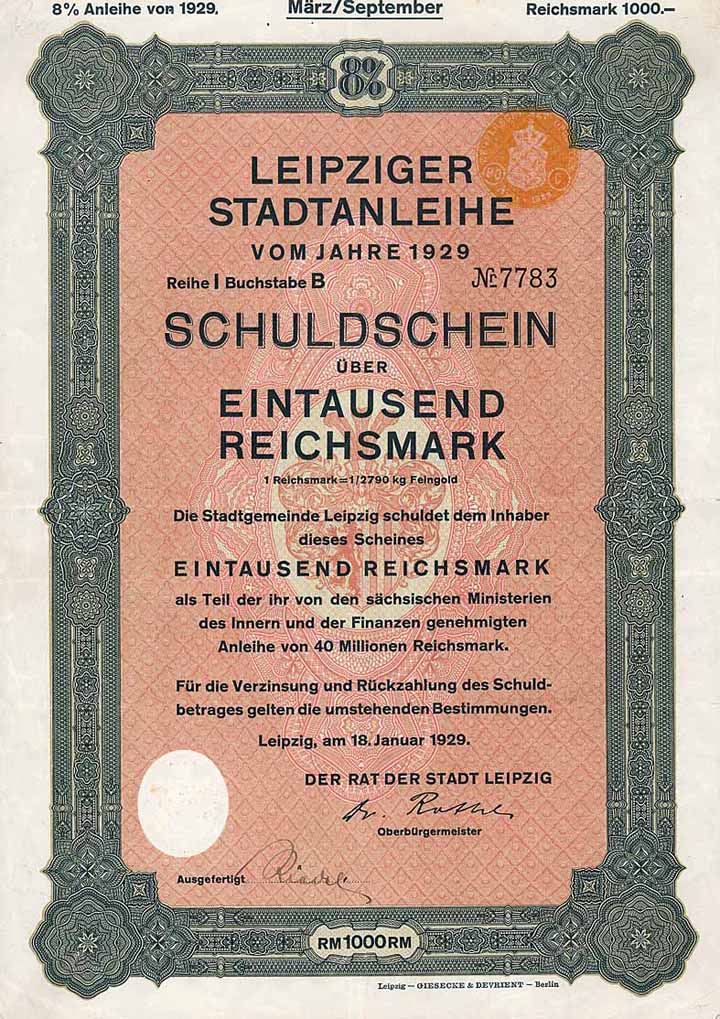 8% Anleihe von 1929. März/September Reichsmark 1000.—
8%
LEIPZIGER
STADTANLEIHE
VOM JAHRE 1929
Reihe I Buchstabe B № 7783
SCHULDSCHEIN
ÜBER
EINTAUSEND
REICHSMARK
1 Reichsmark=1/2790 kg Feingold
Die Stadtgemeinde Leipzig schuldet dem Inhaber
dieses Scheines
EINTAUSEND REICHSMARK
als Teil der ihr von den sächsischen Ministerien
des Innern und der Finanzen genehmigten
Anleihe von 40 Millionen Reichsmark.
Für die Verzinsung und Rückzahlung des Schuld-
betrages gelten die umstehenden Bestimmungen.
Leipzig, am 18. Januar 1929.
DER RAT DER STADT LEIPZIG
Dr. Rothe
Oberbürgermeister
Ausgefertigt
RM 1000 RM
Leipzig — GIESECKE & DEVRIENT — Berlin